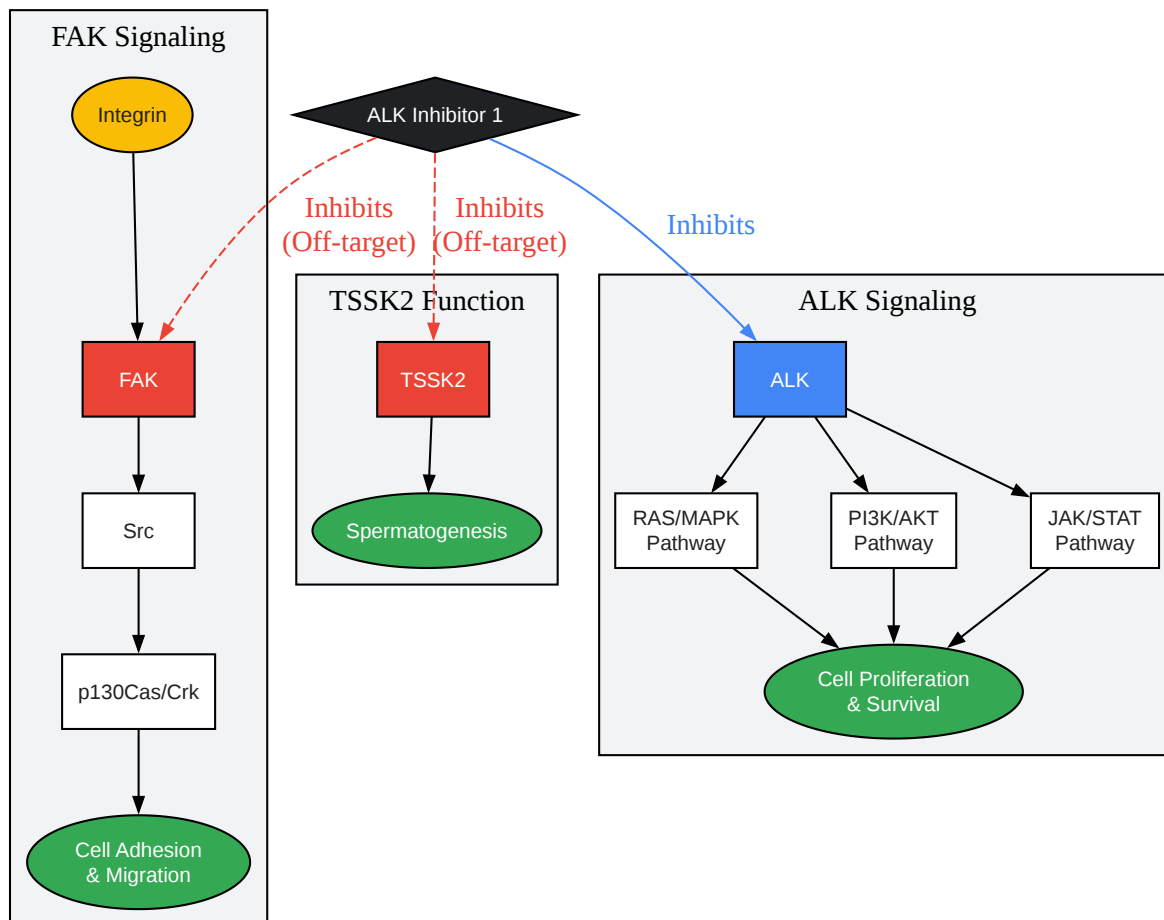 FAK Signaling
Integrin
ALK Inhibitor 1
Inhibits
(Off-target)
Inhibits
(Off-target)
Inhibits
TSSK2 Function
ALK Signaling
FAK
TSSK2
ALK
Src
Spermatogenesis
RAS/MAPK
Pathway
PI3K/AKT
Pathway
JAK/STAT
Pathway
p130Cas/Crk
Cell Proliferation
& Survival
Cell Adhesion
& Migration